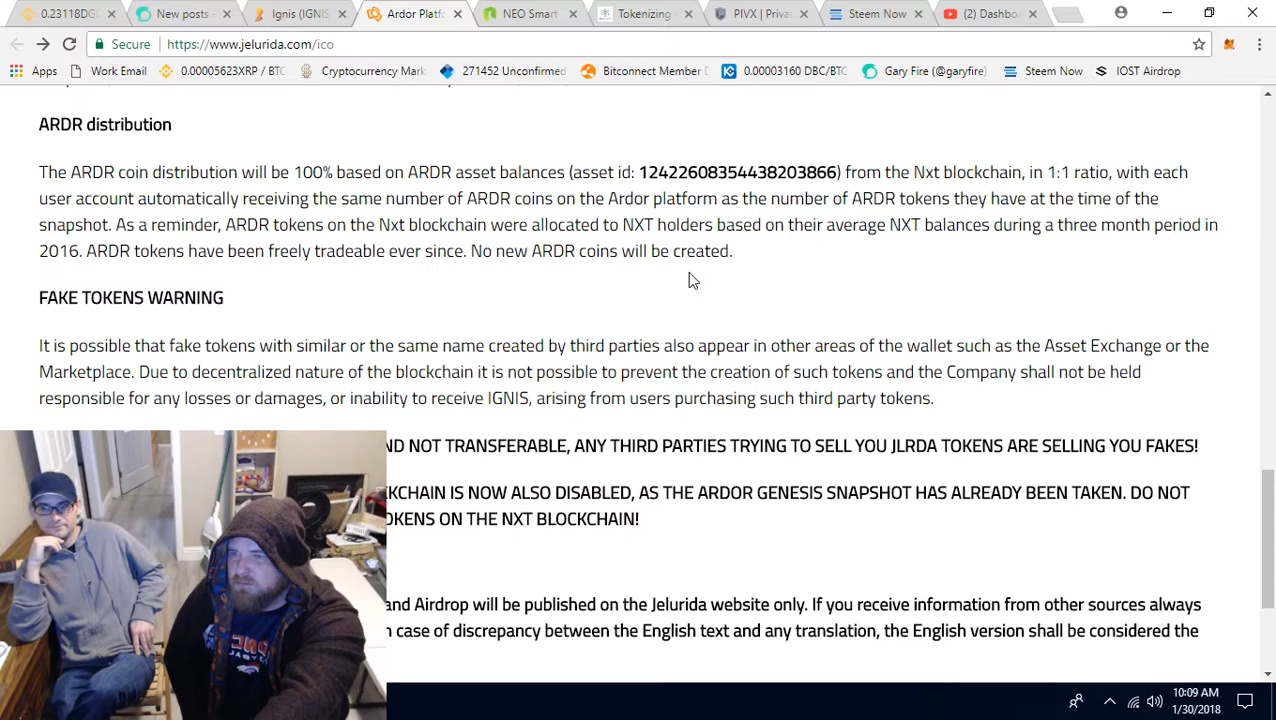 0.23118DG
New posts -
Ignis (IGNIS
Ardor Platf
NEO Smart
Tokenizing
PIVX | Priva
Steem Now
(2) Dashbo
Secure
https://www.jelurida.com/ico
Apps
Work Email
0.00005623XRP / BTC
Cryptocurrency Mark
271452 Unconfirmed
Bitconnect Member D
0.00003160 DBC/BTC
Gary Fire (@garyfire)
Steem Now
IOST Airdrop
ARDR distribution
The ARDR coin distribution will be 100% based on ARDR asset balances (asset id: 12422608354438203866) from the Nxt blockchain, in 1:1 ratio, with each
user account automatically receiving the same number of ARDR coins on the Ardor platform as the number of ARDR tokens they have at the time of the
snapshot. As a reminder, ARDR tokens on the Nxt blockchain were allocated to NXT holders based on their average NXT balances during a three month period in
2016. ARDR tokens have been freely tradeable ever since. No new ARDR coins will be created.
FAKE TOKENS WARNING
It is possible that fake tokens with similar or the same name created by third parties also appear in other areas of the wallet such as the Asset Exchange or the
Marketplace. Due to decentralized nature of the blockchain it is not possible to prevent the creation of such tokens and the Company shall not be held
responsible for any losses or damages, or inability to receive IGNIS, arising from users purchasing such third party tokens.
ND NOT TRANSFERABLE, ANY THIRD PARTIES TRYING TO SELL YOU JLRDA TOKENS ARE SELLING YOU FAKES!
KCHAIN IS NOW ALSO DISABLED, AS THE ARDOR GENESIS SNAPSHOT HAS ALREADY BEEN TAKEN. DO NOT
OKENS ON THE NXT BLOCKCHAIN!
and Airdrop will be published on the Jelurida website only. If you receive information from other sources always
n case of discrepancy between the English text and any translation, the English version shall be considered the
10:09 AM
1/30/2018